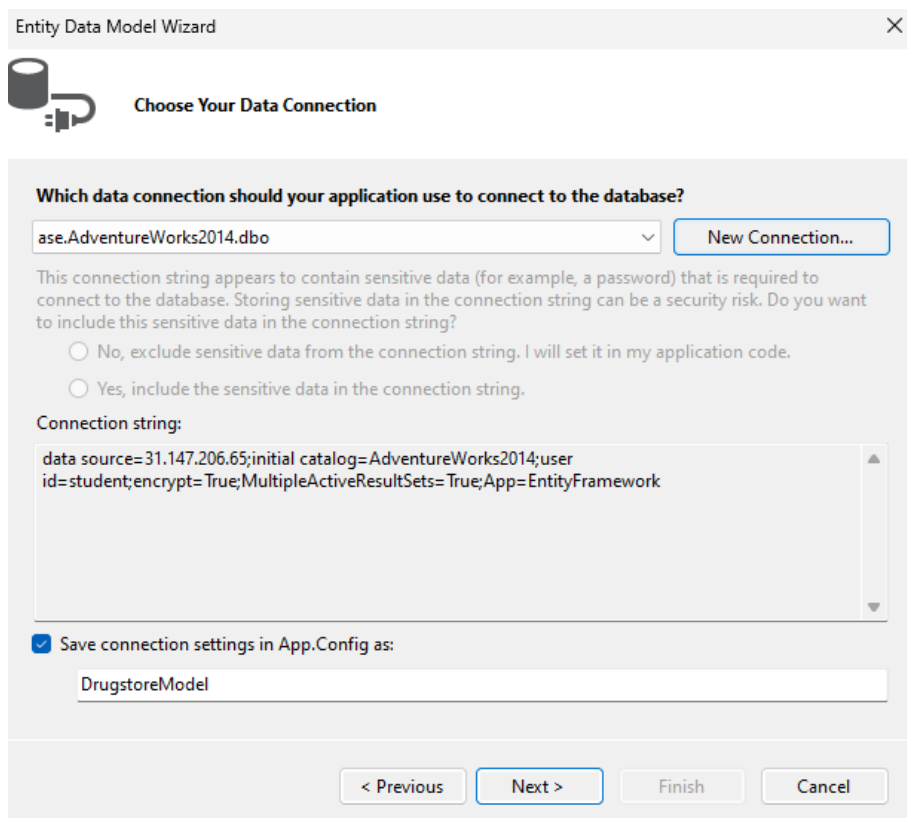 Entity Data Model Wizard
Choose Your Data Connection
Which data connection should your application use to connect to the database?
ase.AdventureWorks2014.dbo
New Connection...
This connection string appears to contain sensitive data (for example, a password) that is required to
connect to the database. Storing sensitive data in the connection string can be a security risk. Do you want
to include this sensitive data in the connection string?
No, exclude sensitive data from the connection string. I will set it in my application code.
Yes, include the sensitive data in the connection string.
Connection string:
data source=31.147.206.65;initial catalog=AdventureWorks2014;user
id=student;encrypt=True;MultipleActiveResultSets=True;App=EntityFramework
Save connection settings in App.Config as:
DrugstoreModel
< Previous
Next >
Finish
Cancel